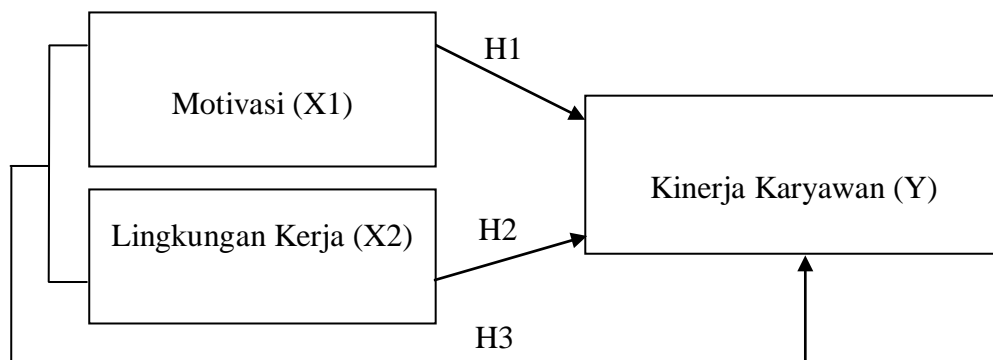 H1
Motivasi (X1)
Kinerja Karyawan (Y)
Lingkungan Kerja (X2)
H2
H3